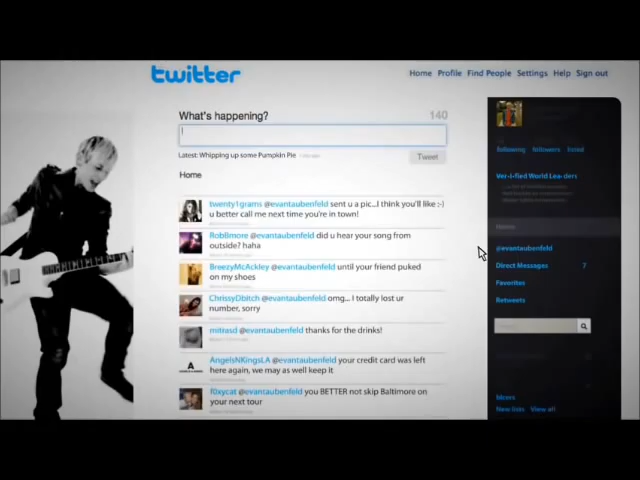 twitter
Home Profile Find People Settings Help Sign out
What's happening?
140
Latest: Whipping up some Pumpkin Pie
Tweet
Home
twenty1grams @evantaubenfeld sent u a pic...I think you'll like :-)
u better call me next time you're in town!
RobBmore @evantaubenfeld did u hear your song from
outside? haha
BreezyMcAckley @evantaubenfeld until your friend puked
on my shoes
ChrissyDbitch @evantaubenfeld omg... I totally lost ur
number, sorry
mitrasd @evantaubenfeld thanks for the drinks!
AngelsNKingsLA @evantaubenfeld your credit card was left
here again, we may as well keep it
f0xycat @evantaubenfeld you BETTER not skip Baltimore on
your next tour
following followers listed
Ver-i-fied World Lea-ders
Home
@evantaubenfeld
Direct Messages 7
Favorites
Retweets
New lists View all